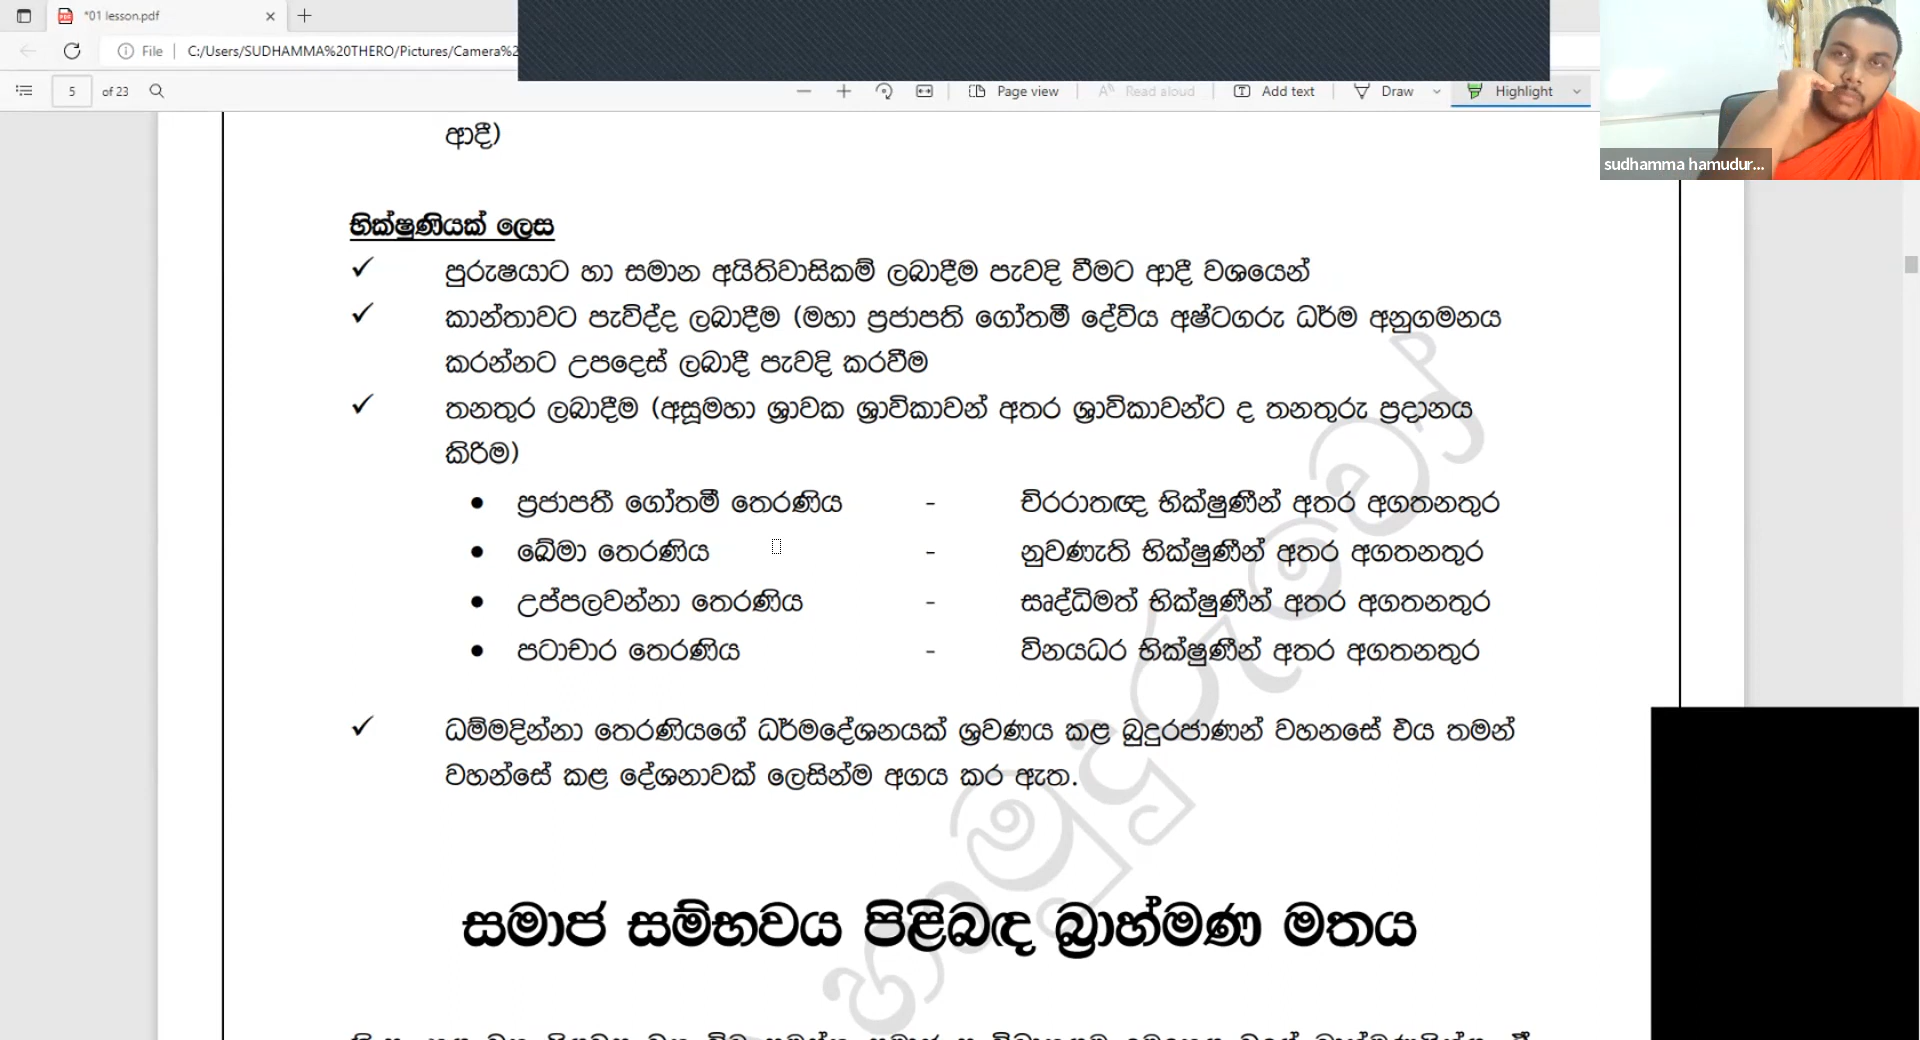 *01 lesson.pdf
File C:/Users/SUDHAMMA%20THERO/Pictures/Camera%2
5 of 23 Page view Read aloud Add text Draw Highlight
sudhamma hamudur...
ආදී)
භික්ෂුණියක් ලෙස
✓ පුරුෂයාට හා සමාන අයිතිවාසිකම් ලබාදීම පැවදි වීමට ආදී වශයෙන්
✓ කාන්තාවට පැවිද්ද ලබාදීම (මහා ප්‍රජාපති ගෝතමී දේවිය අෂ්ටගරු ධර්ම අනුගමනය
කරන්නට උපදෙස් ලබාදී පැවදි කරවීම
✓ තනතුර ලබාදීම (අසූමහා ශ්‍රාවක ශ්‍රාවිකාවන් අතර ශ්‍රාවිකාවන්ට ද තනතුරු ප්‍රදානය
කිරිම)
• ප්‍රජාපතී ගෝතමී තෙරණිය - චිරරාතඥ භික්ෂුණීන් අතර අගතනතුර
• ඛේමා තෙරණිය - නුවණැති භික්ෂුණීන් අතර අගතනතුර
• උප්පලවන්නා තෙරණිය - සෘද්ධිමත් භික්ෂුණීන් අතර අගතනතුර
• පටාචාර තෙරණිය - විනයධර භික්ෂුණීන් අතර අගතනතුර
✓ ධම්මදින්නා තෙරණියගේ ධර්මදේශනයක් ශ්‍රවණය කළ බුදුරජාණන් වහනසේ එය තමන්
වහන්සේ කළ දේශනාවක් ලෙසින්ම අගය කර ඇත.
සමාජ සම්භවය පිළිබඳ බ්‍රාහ්මණ මතය
හාමුදුරුවෝ